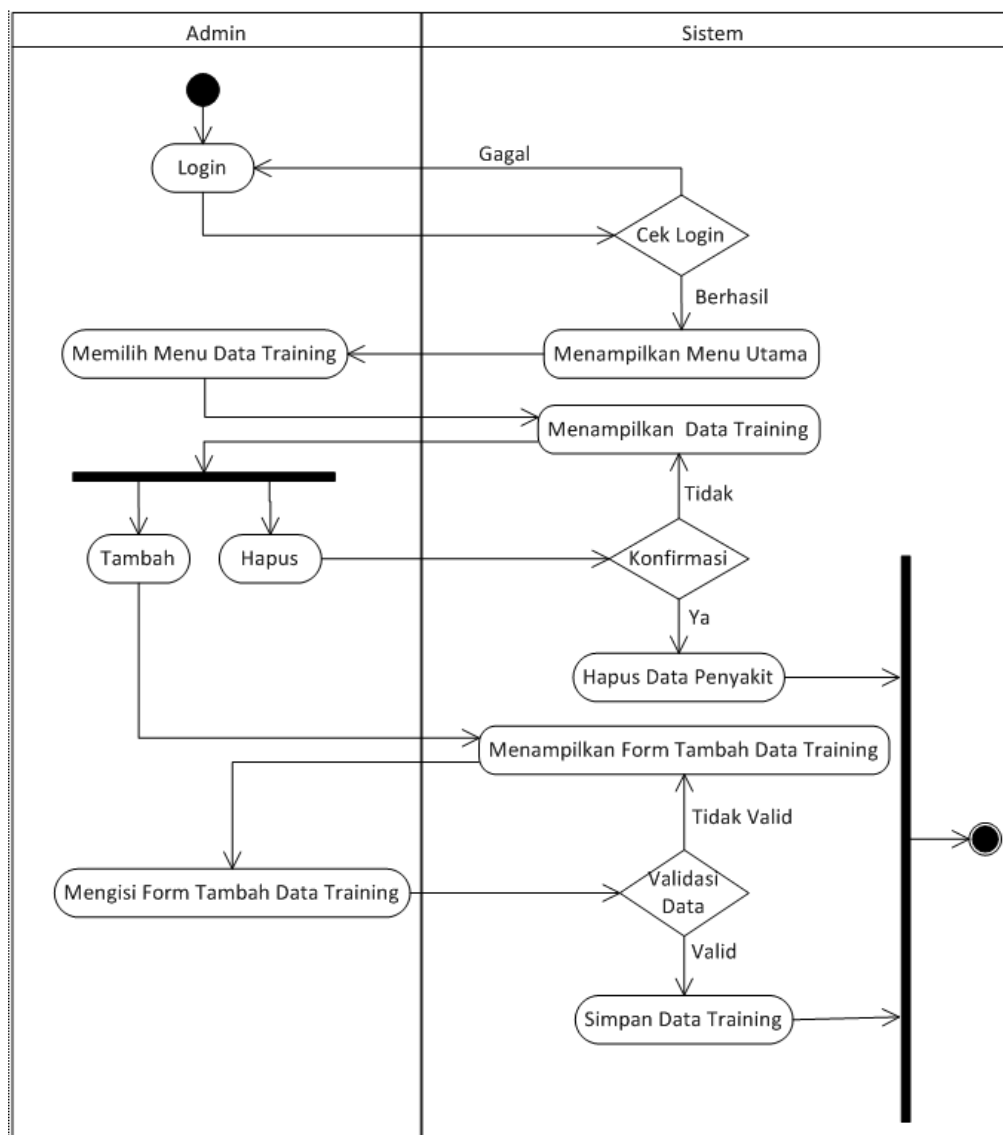 Admin
Sistem
Login
Gagal
Cek Login
Berhasil
Memilih Menu Data Training
Menampilkan Menu Utama
Menampilkan Data Training
Tidak
Tambah
Hapus
Konfirmasi
Ya
Hapus Data Penyakit
Menampilkan Form Tambah Data Training
Tidak Valid
Mengisi Form Tambah Data Training
Validasi
Data
Valid
Simpan Data Training